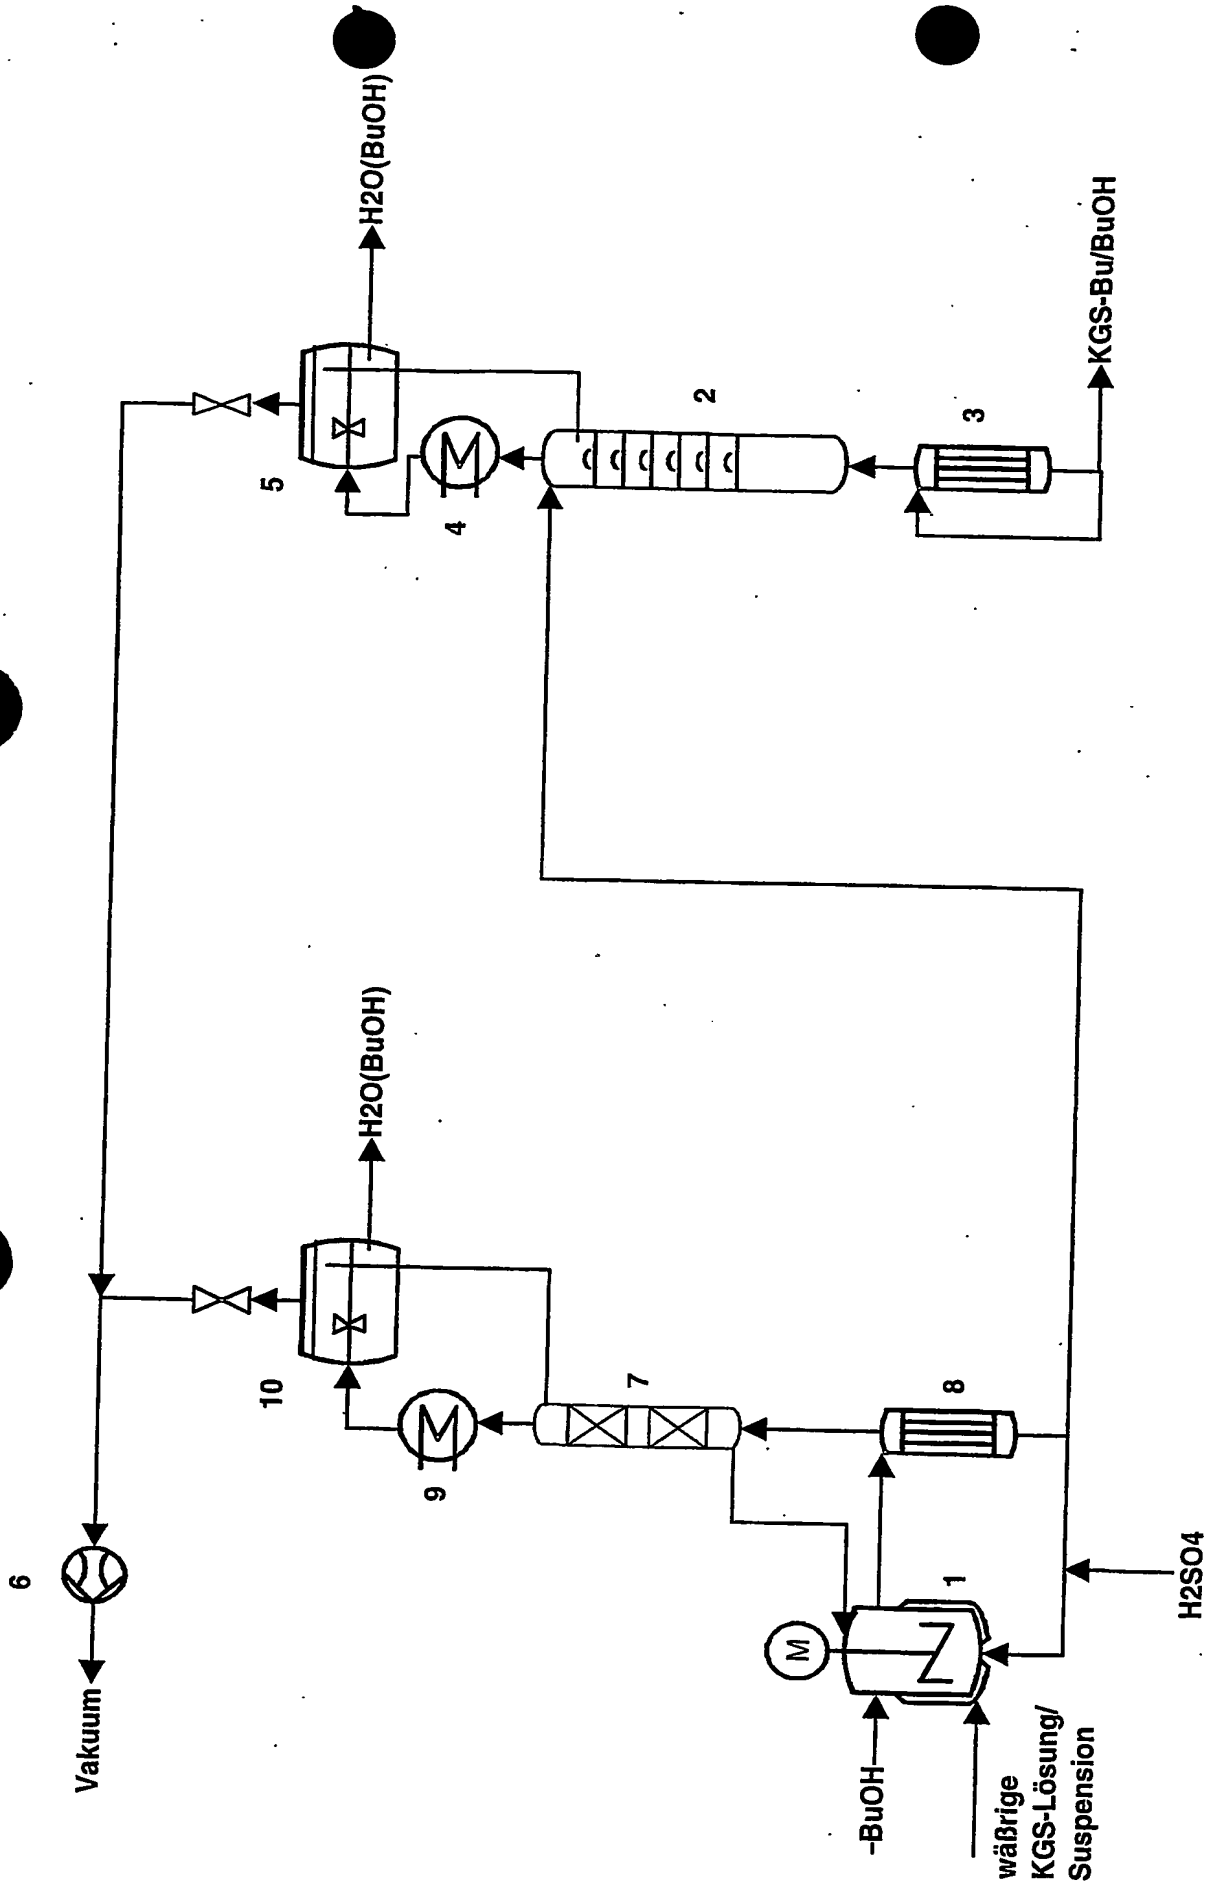 Vakuum
6
10
H2O(BuOH)
5
H2O(BuOH)
9
4
7
2
M
1
8
3
-BuOH-
wäßrige
KGS-Lösung/
Suspension
H2SO4
KGS-Bu/BuOH